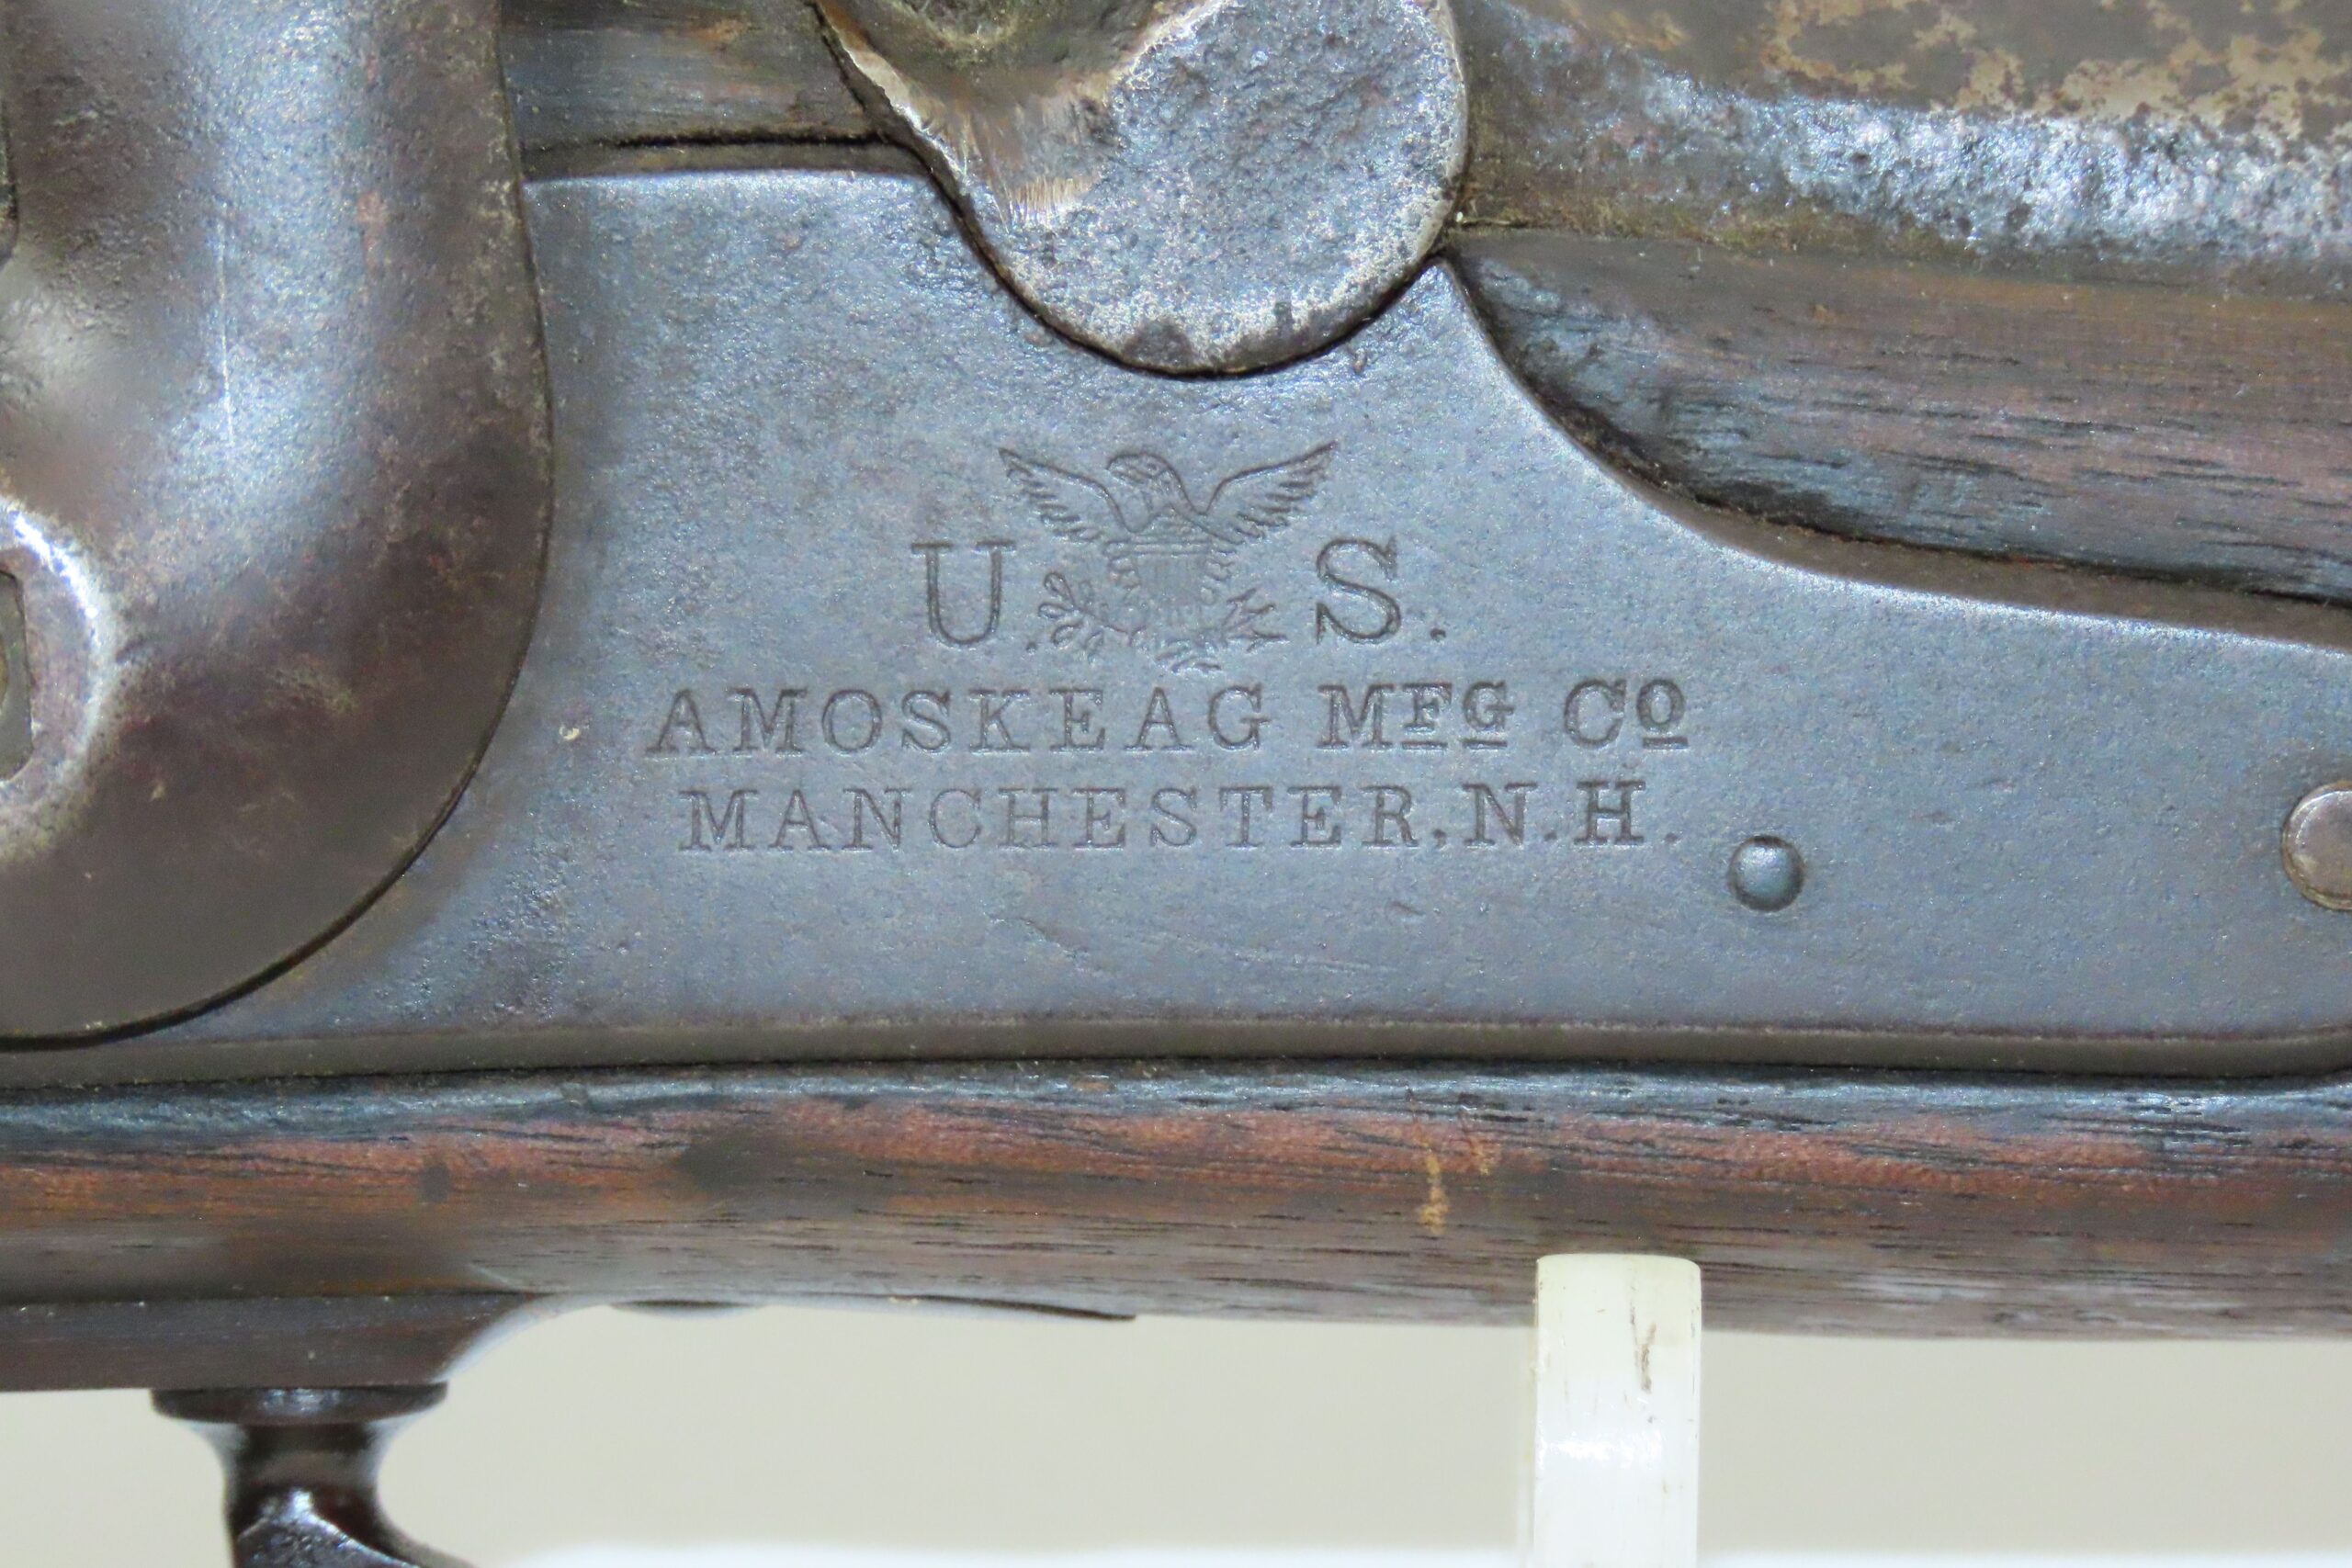 U. S.
AMOSKEAG MFG CO
MANCHESTER, N.H.